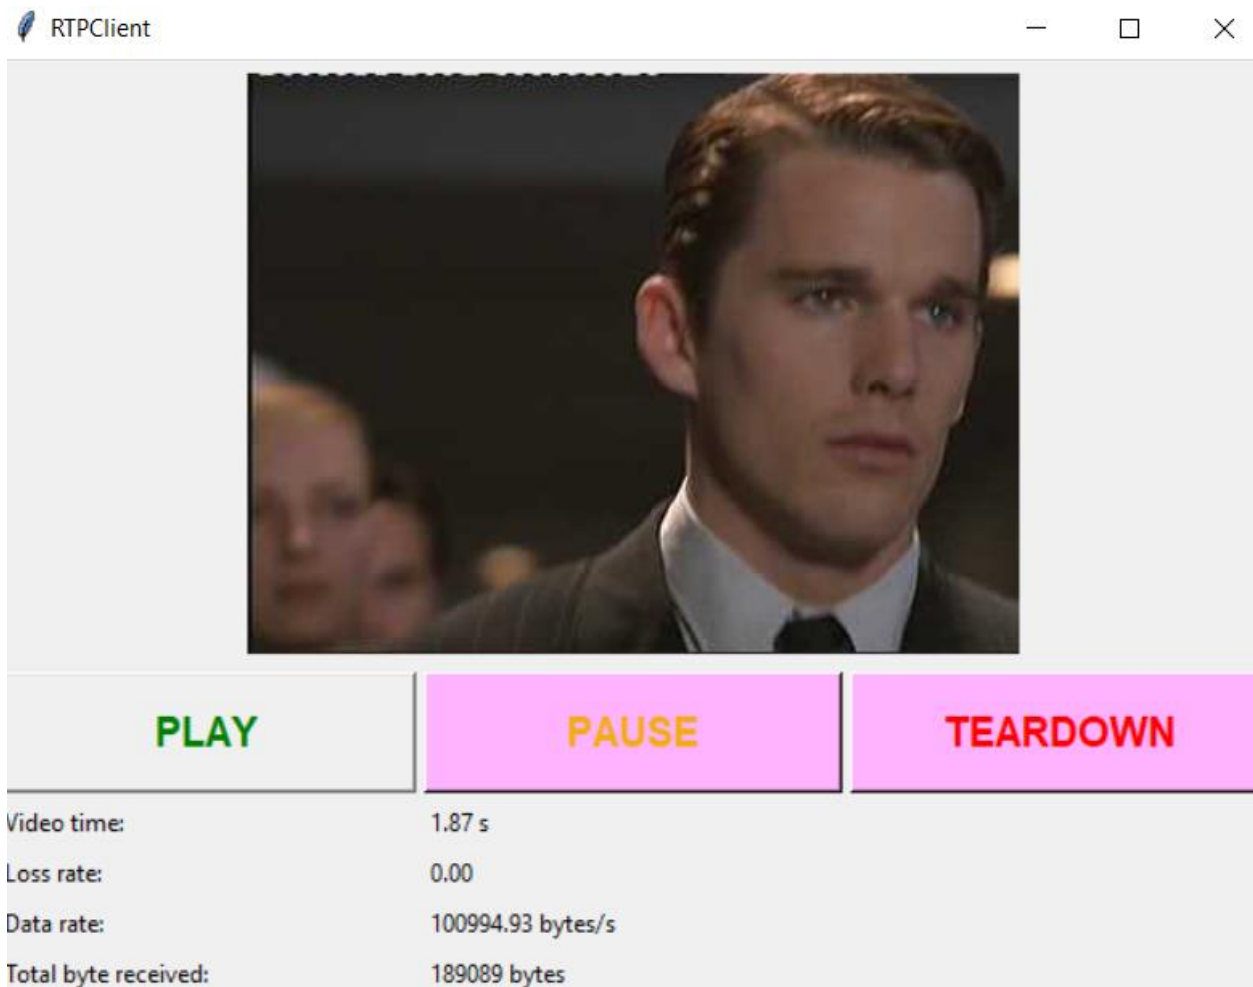 RTPClient
PLAY PAUSE TEARDOWN
Video time: 1.87 s
Loss rate: 0.00
Data rate: 100994.93 bytes/s
Total byte received: 189089 bytes